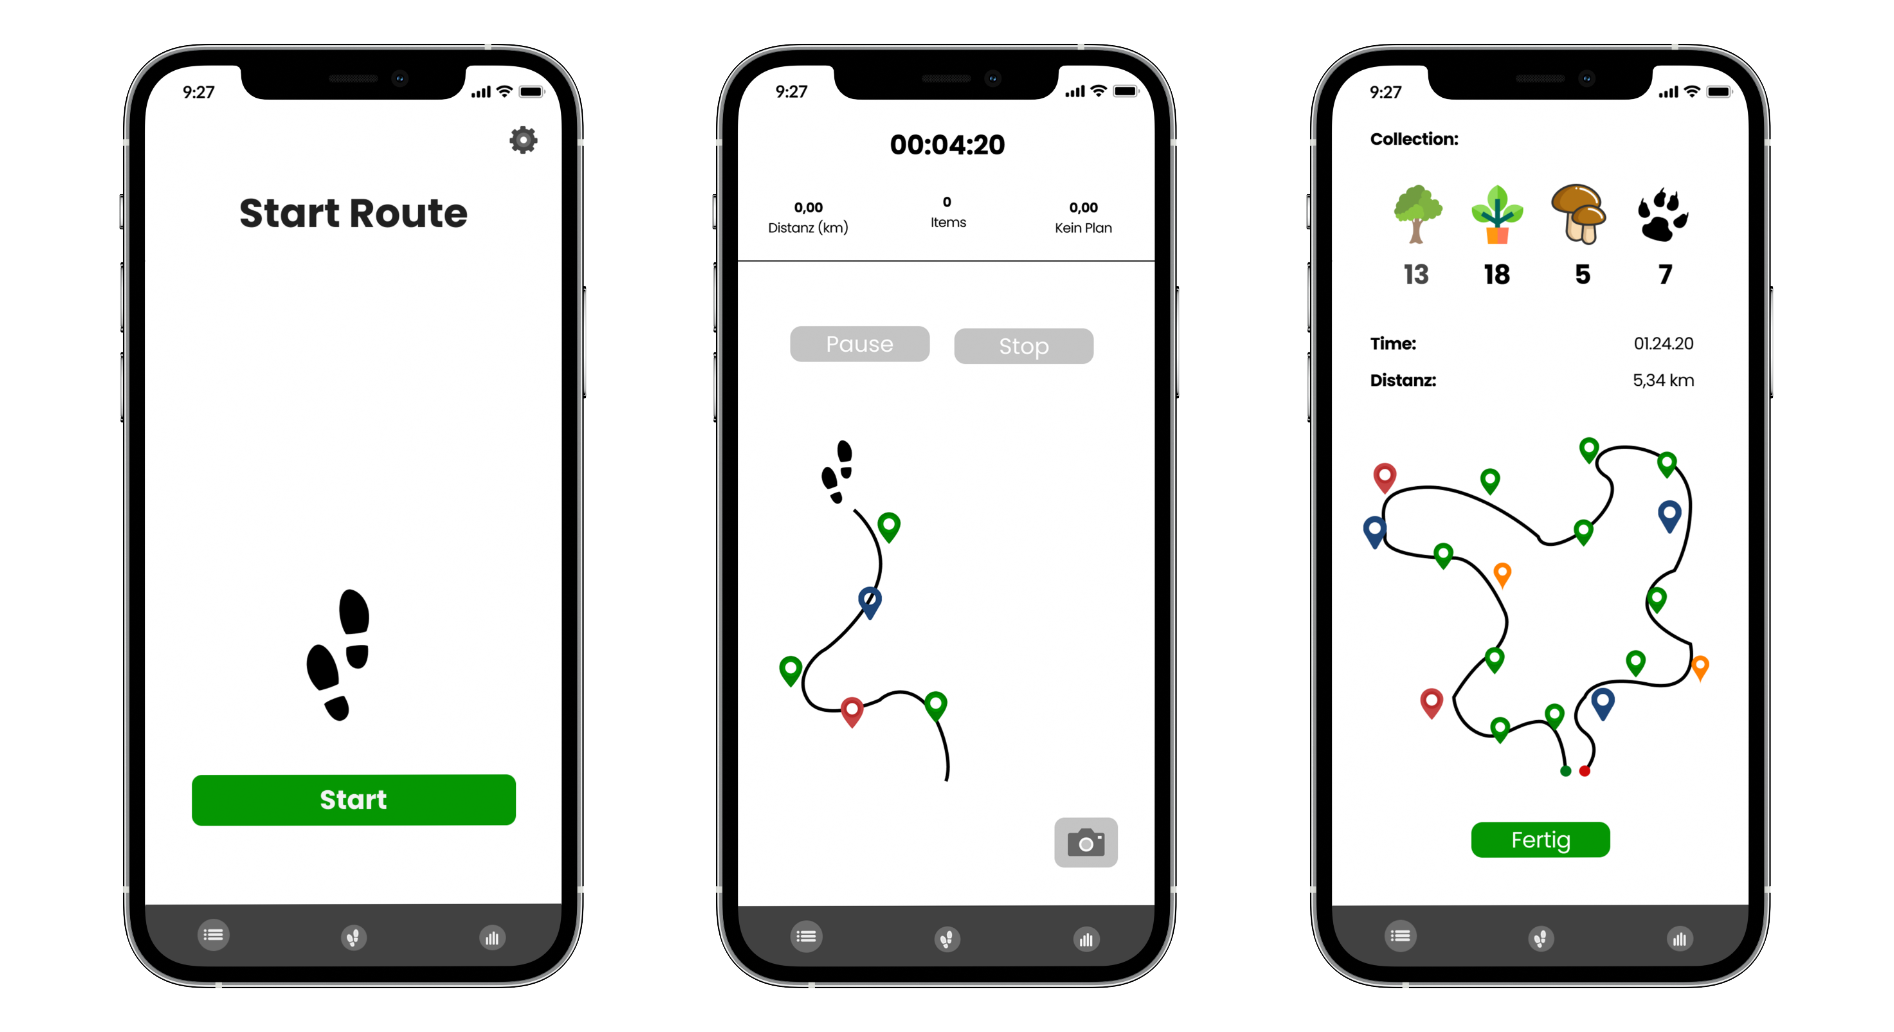 9:27
Start Route
Start
9:27
00:04:20
0,00
Distanz (km)
0
Items
0,00
Kein Plan
Pause
Stop
9:27
Collection:
13
18
5
7
Time:
01.24.20
Distanz:
5,34 km
Fertig